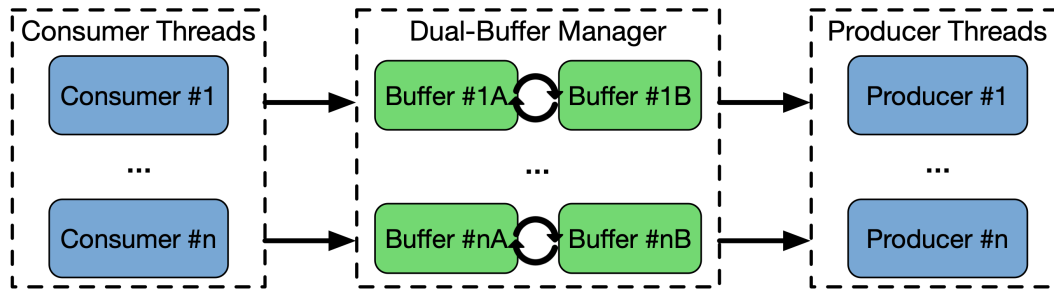 Consumer Threads
Dual-Buffer Manager
Producer Threads
Consumer #1
Buffer #1A
Buffer #1B
Producer #1
...
...
...
Consumer #n
Buffer #nA
Buffer #nB
Producer #n